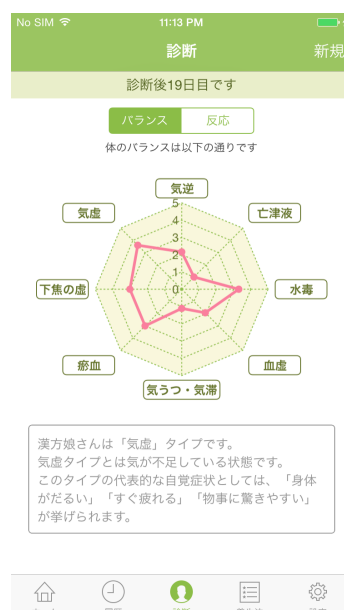 No SIM 11:13 PM
診断 新規
診断後19日目です
バランス 反応
体のバランスは以下の通りです
気逆
5
気虚 4 亡津液
3
2
1
下焦の虚 0 水毒
瘀血 血虚
気うつ・気滞
漢方娘さんは「気虚」タイプです。
気虚タイプとは気が不足している状態です。
このタイプの代表的な自覚症状としては、「身体
がだるい」「すぐ疲れる」「物事に驚きやすい」
が挙げられます。